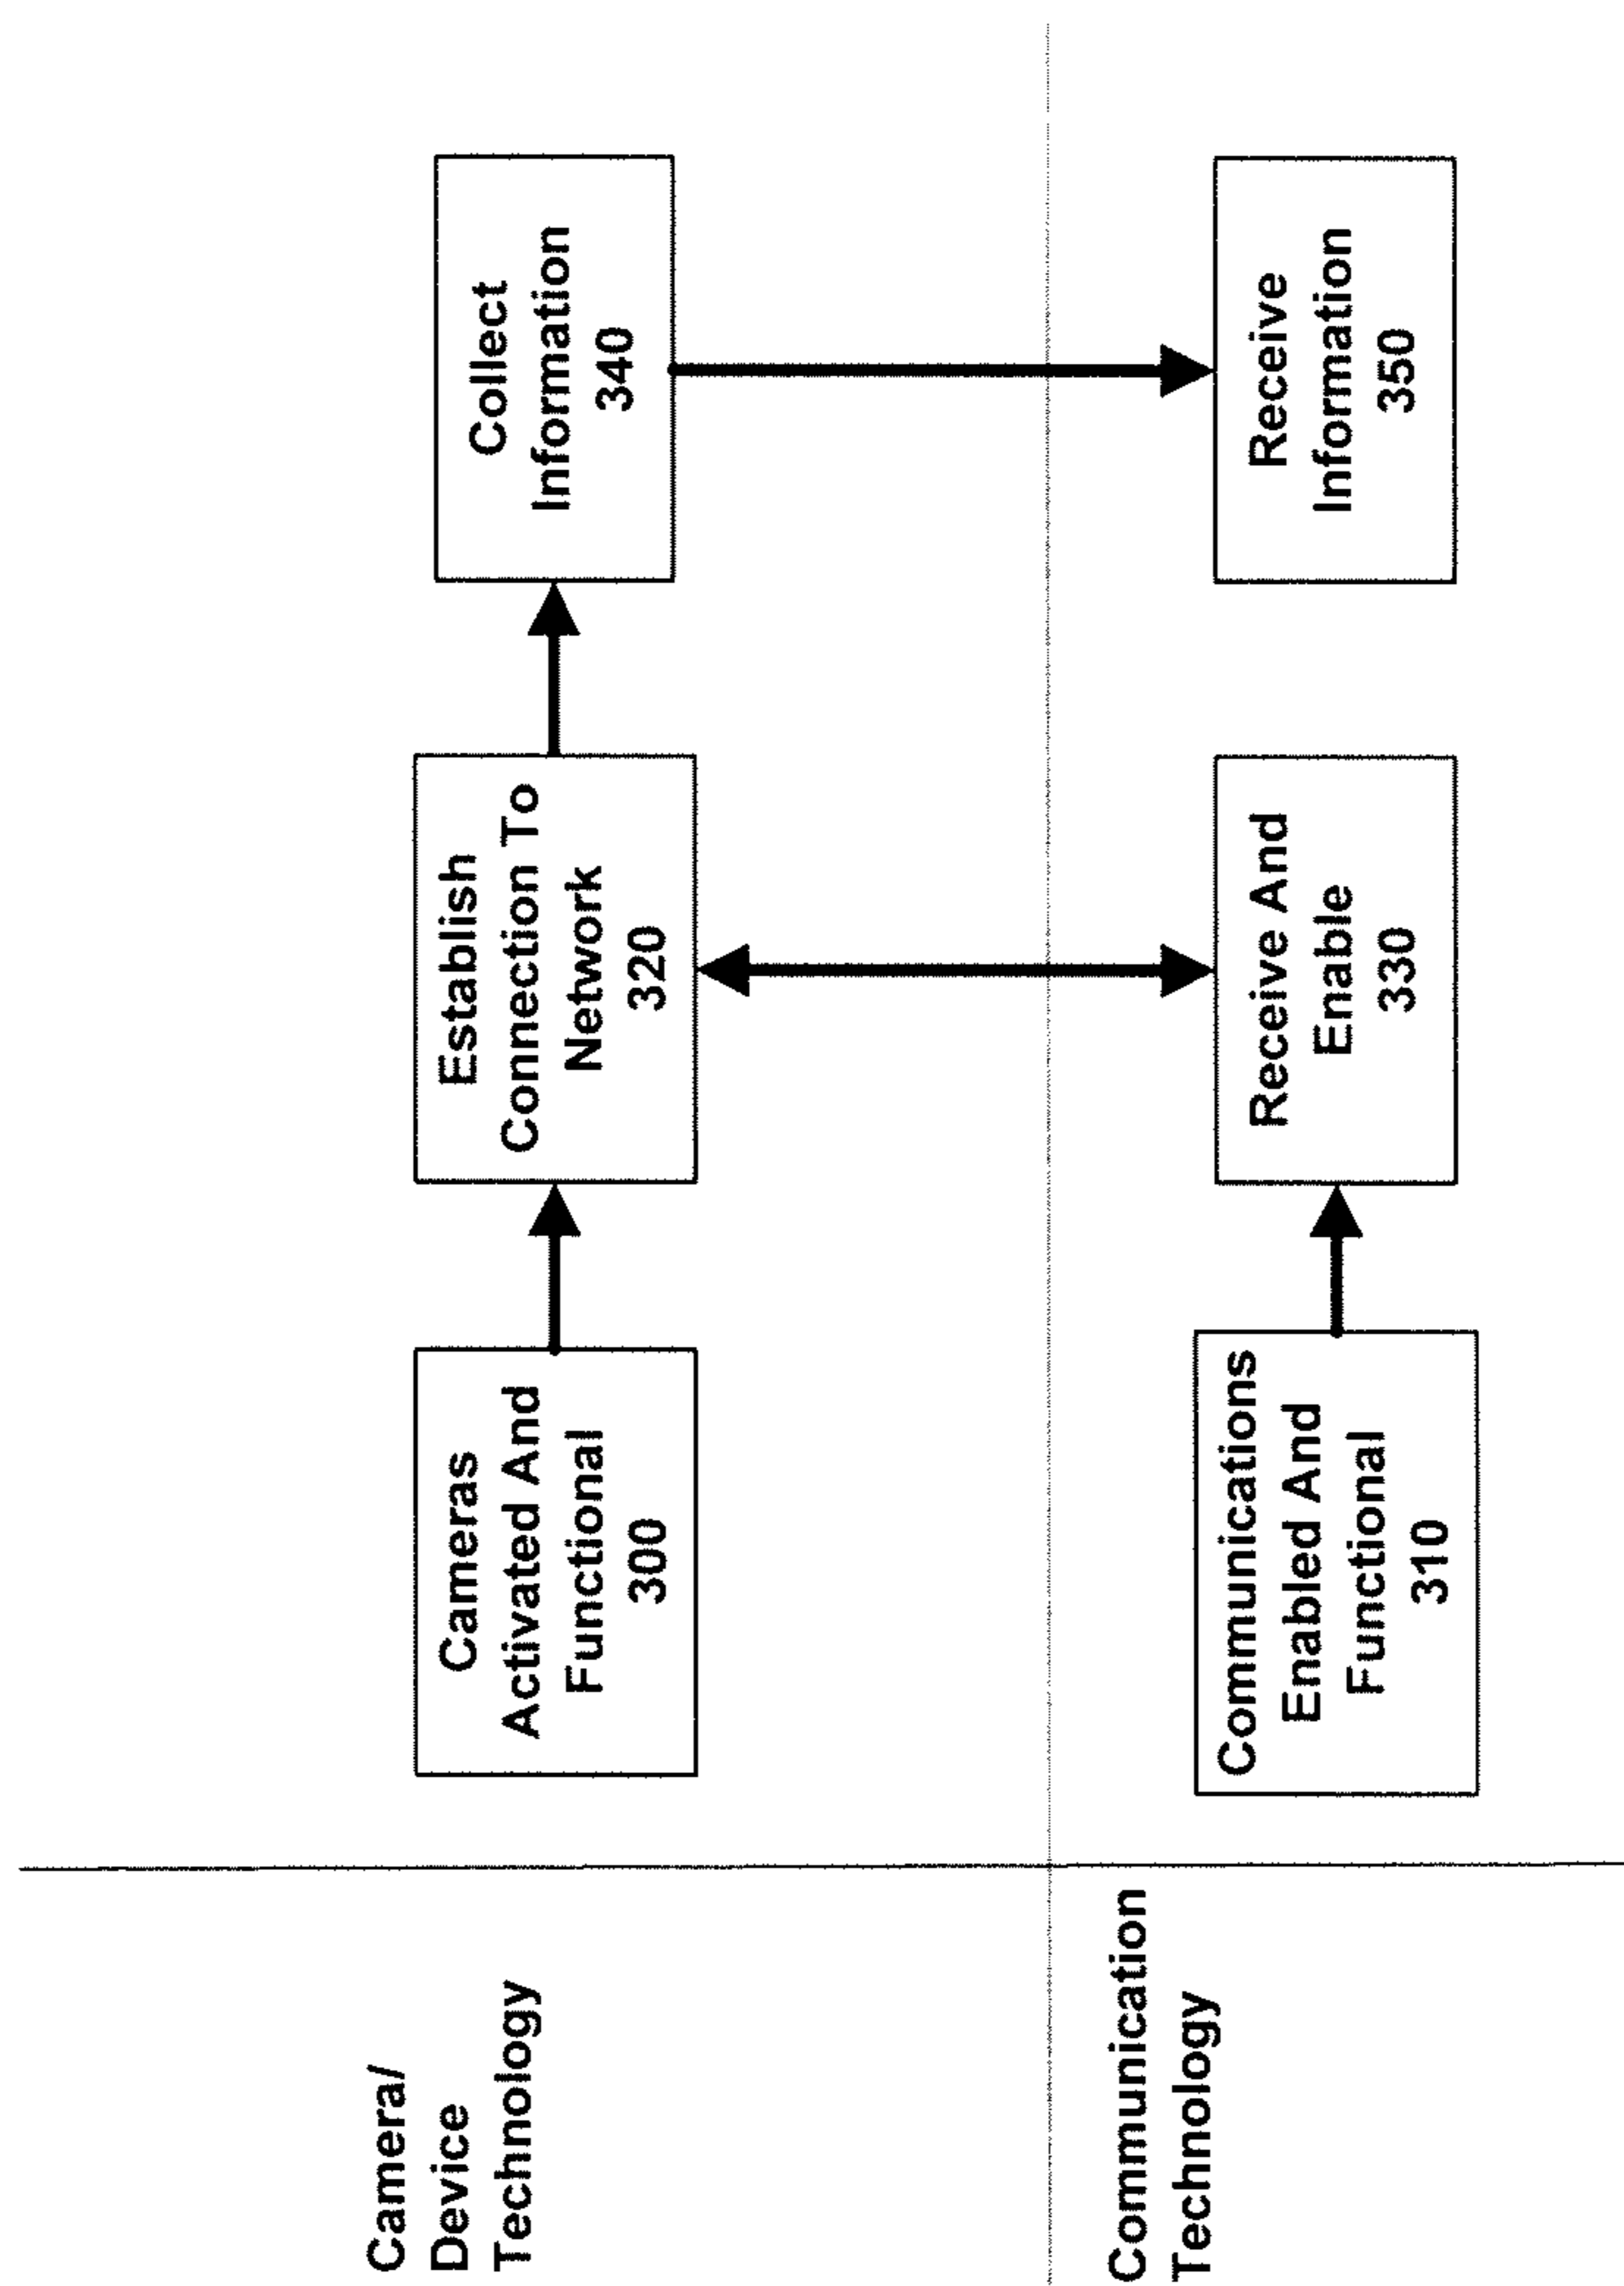 Camera/
Device
Technology
Cameras
Activated And
Functional
300
Establish
Connection To
Network
320
Collect
Information
340
Communication
Technology
Communications
Enabled And
Functional
310
Receive And
Enable
330
Receive
Information
350